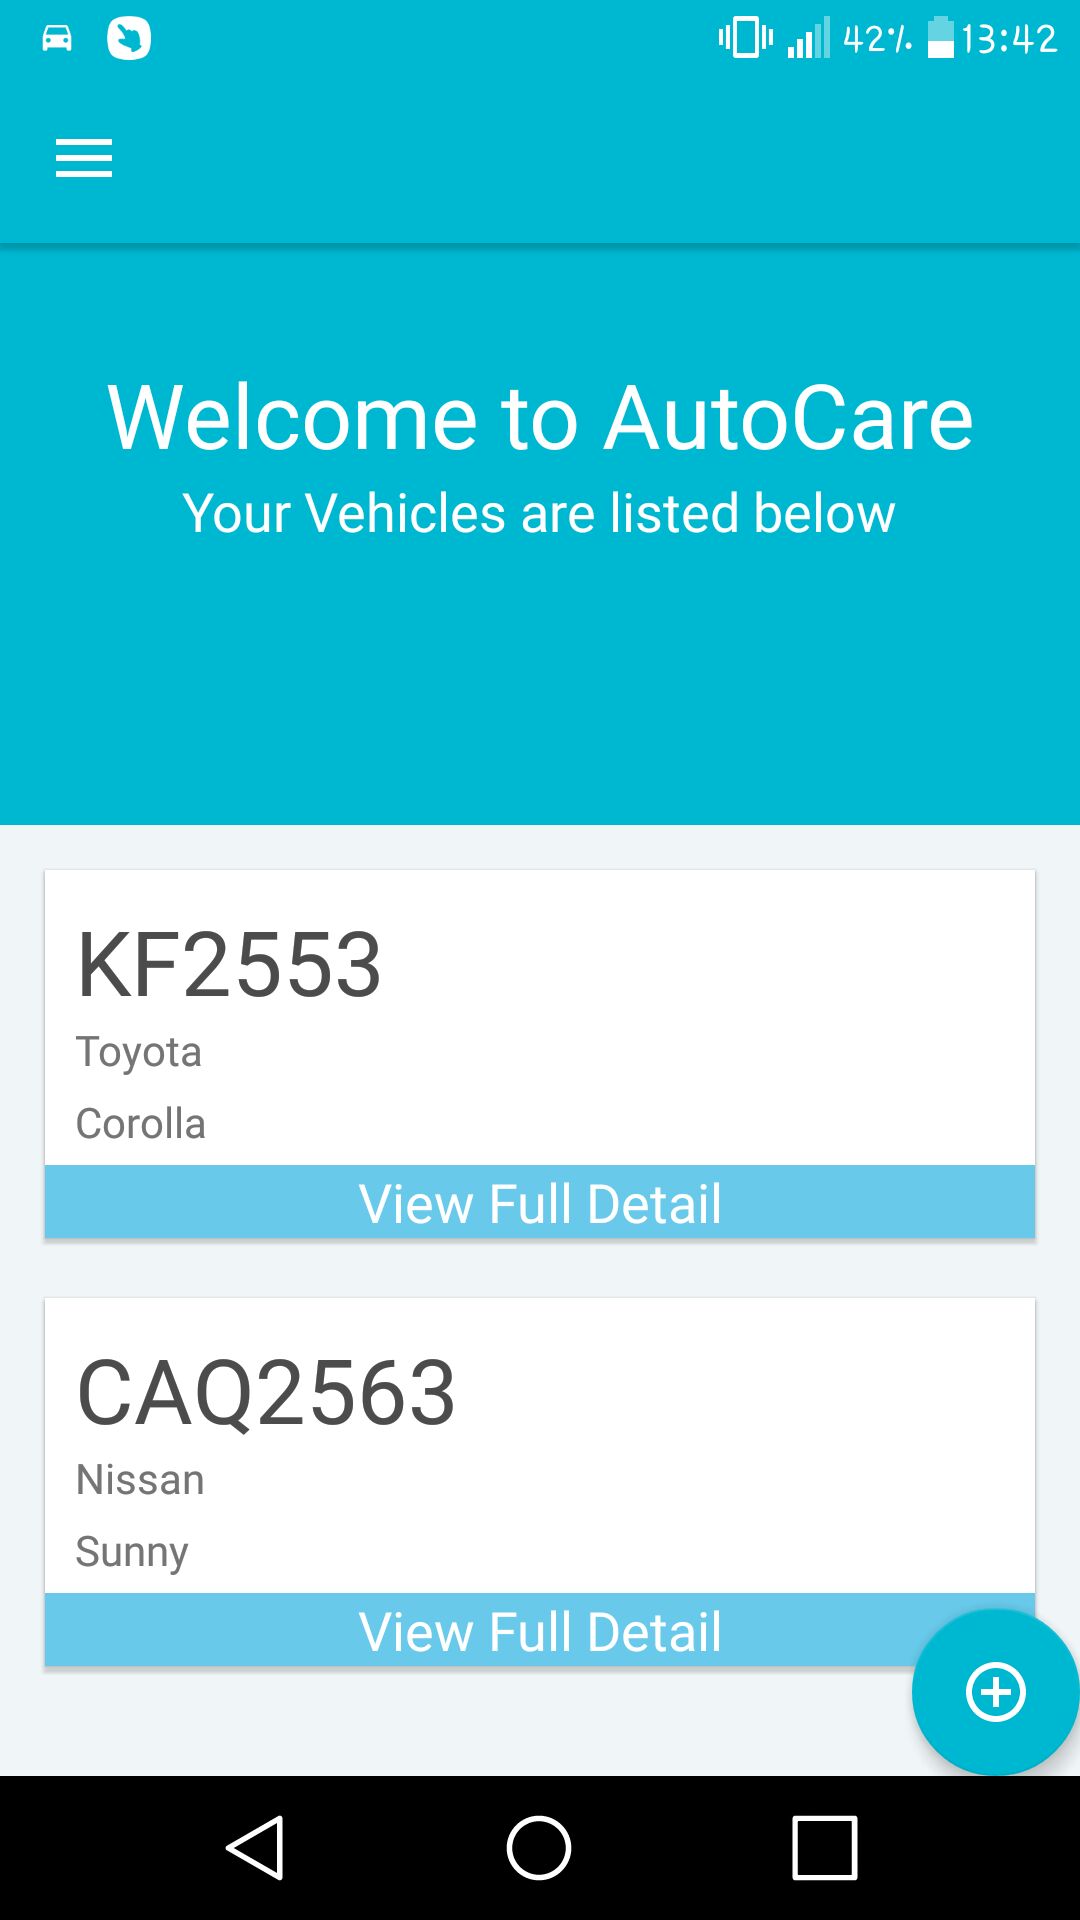 42% 13:42
Welcome to AutoCare
Your Vehicles are listed below
KF2553
Toyota
Corolla
View Full Detail
CAQ2563
Nissan
Sunny
View Full Detail